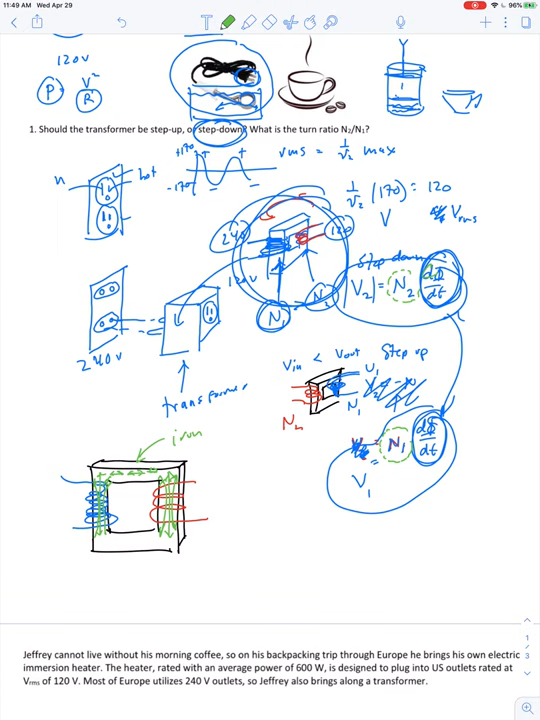 11:49 AM Wed Apr 29
96%
T
120V
P = V²/R
1. Should the transformer be step-up, or step-down? What is the turn ratio N₂/N₁?
+170
-170
+ +
- -
rms = 1/√2 max
n
hot
1/√2 (170) = 120
V
Vrms
240
120
120V
N₁
N₂
step down
|V₂| = N₂ dΦ/dt
240V
transformer
Vin < Vout step up
N₁
N₂
N₁ dΦ/dt
=
V₁
iron
1
3
Jeffrey cannot live without his morning coffee, so on his backpacking trip through Europe he brings his own electric
immersion heater. The heater, rated with an average power of 600 W, is designed to plug into US outlets rated at
Vrms of 120 V. Most of Europe utilizes 240 V outlets, so Jeffrey also brings along a transformer.